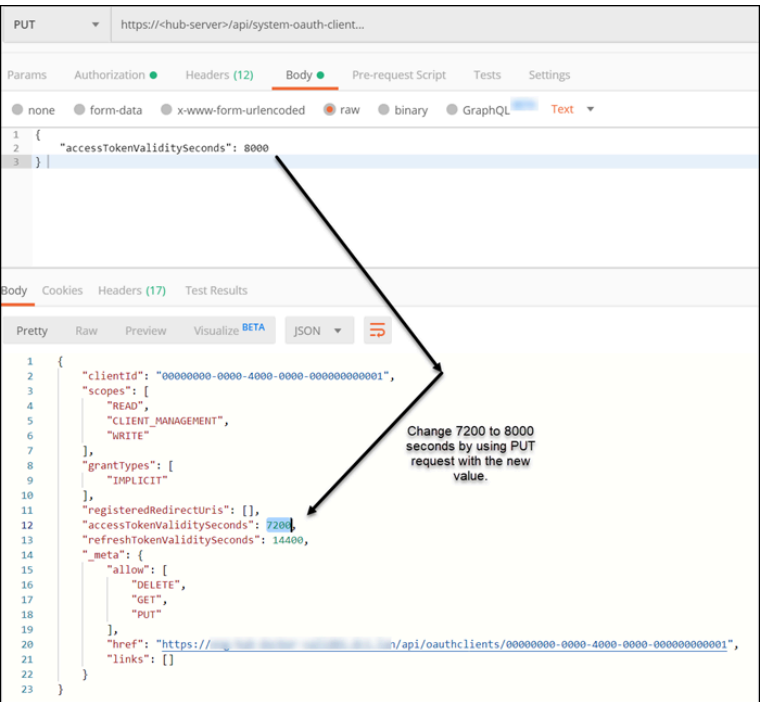 PUT https://<hub-server>/api/system-oauth-client...
Params Authorization Headers (12) Body Pre-request Script Tests Settings
none form-data x-www-form-urlencoded raw binary GraphQL Text
1 {
2 "accessTokenValiditySeconds": 8000
3 }
Body Cookies Headers (17) Test Results
Pretty Raw Preview Visualize BETA JSON
1 {
2 "clientId": "00000000-0000-4000-0000-000000000001",
3 "scopes": [
4 "READ",
5 "CLIENT_MANAGEMENT",
6 "WRITE"
7 ],
8 "grantTypes": [
9 "IMPLICIT"
10 ],
11 "registeredRedirectUris": [],
12 "accessTokenValiditySeconds": 7200,
13 "refreshTokenValiditySeconds": 14400,
14 "_meta": {
15 "allow": [
16 "DELETE",
17 "GET",
18 "PUT"
19 ],
20 "href": "https:// n/api/oauthclients/00000000-0000-4000-0000-000000000001",
21 "links": []
22 }
23 }
Change 7200 to 8000
seconds by using PUT
request with the new
value.